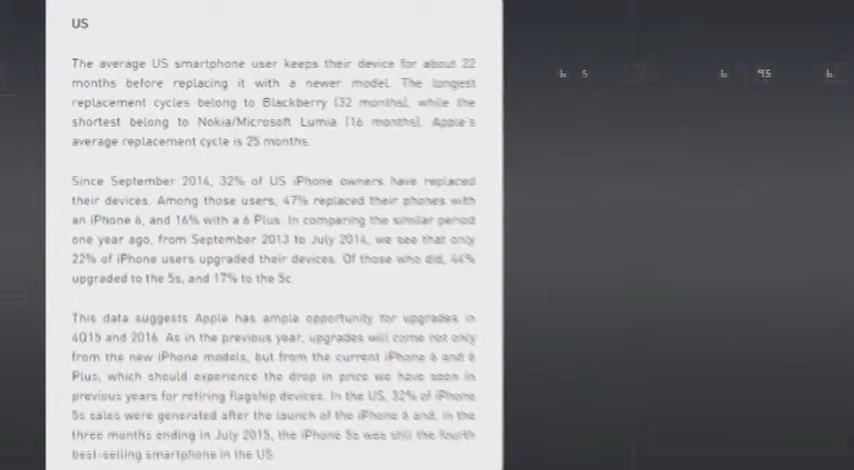 US
The average US smartphone user keeps their device for about 22
months before replacing it with a newer model. The longest
replacement cycles belong to Blackberry (32 months), while the
shortest belong to Nokia/Microsoft Lumia (16 months). Apple's
average replacement cycle is 25 months.
Since September 2014, 32% of US iPhone owners have replaced
their devices. Among those users, 47% replaced their phones with
an iPhone 6, and 16% with a 6 Plus. In comparing the similar period
one year ago, from September 2013 to July 2014, we see that only
22% of iPhone users upgraded their devices. Of those who did, 44%
upgraded to the 5s, and 17% to the 5c
This data suggests Apple has ample opportunity for upgrades in
4Q15 and 2016. As in the previous year, upgrades will come not only
from the new iPhone models, but from the current iPhone 6 and 6
Plus, which should experience the drop in price we have seen in
previous years for retiring flagship devices. In the US, 32% of iPhone
5s sales were generated after the launch of the iPhone 6 and, in the
three months ending in July 2015, the iPhone 5s was still the fourth
best-selling smartphone in the US